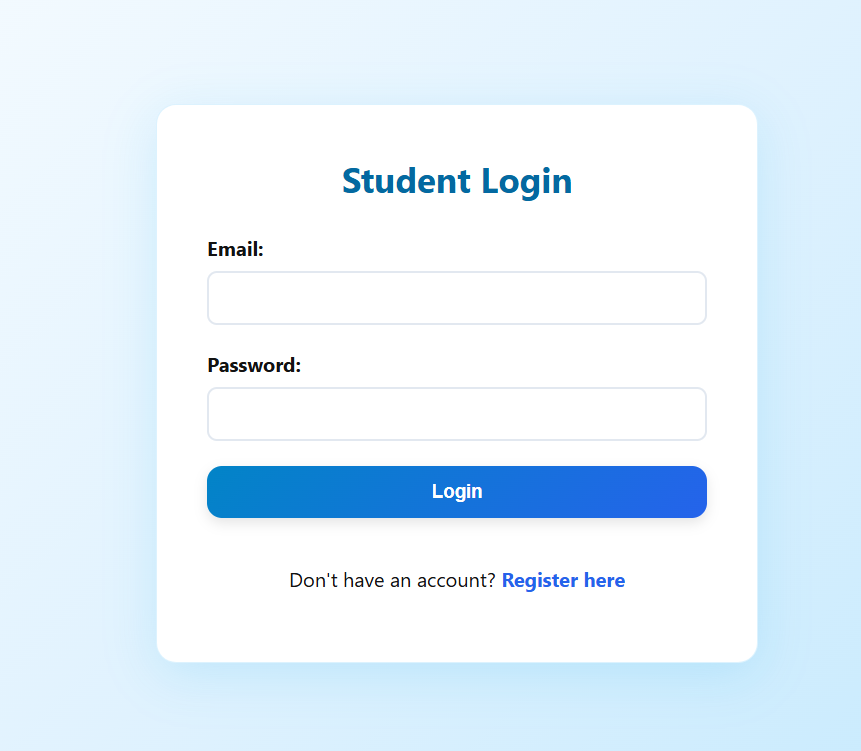 Student Login
Email:
Password:
Login
Don't have an account? Register here